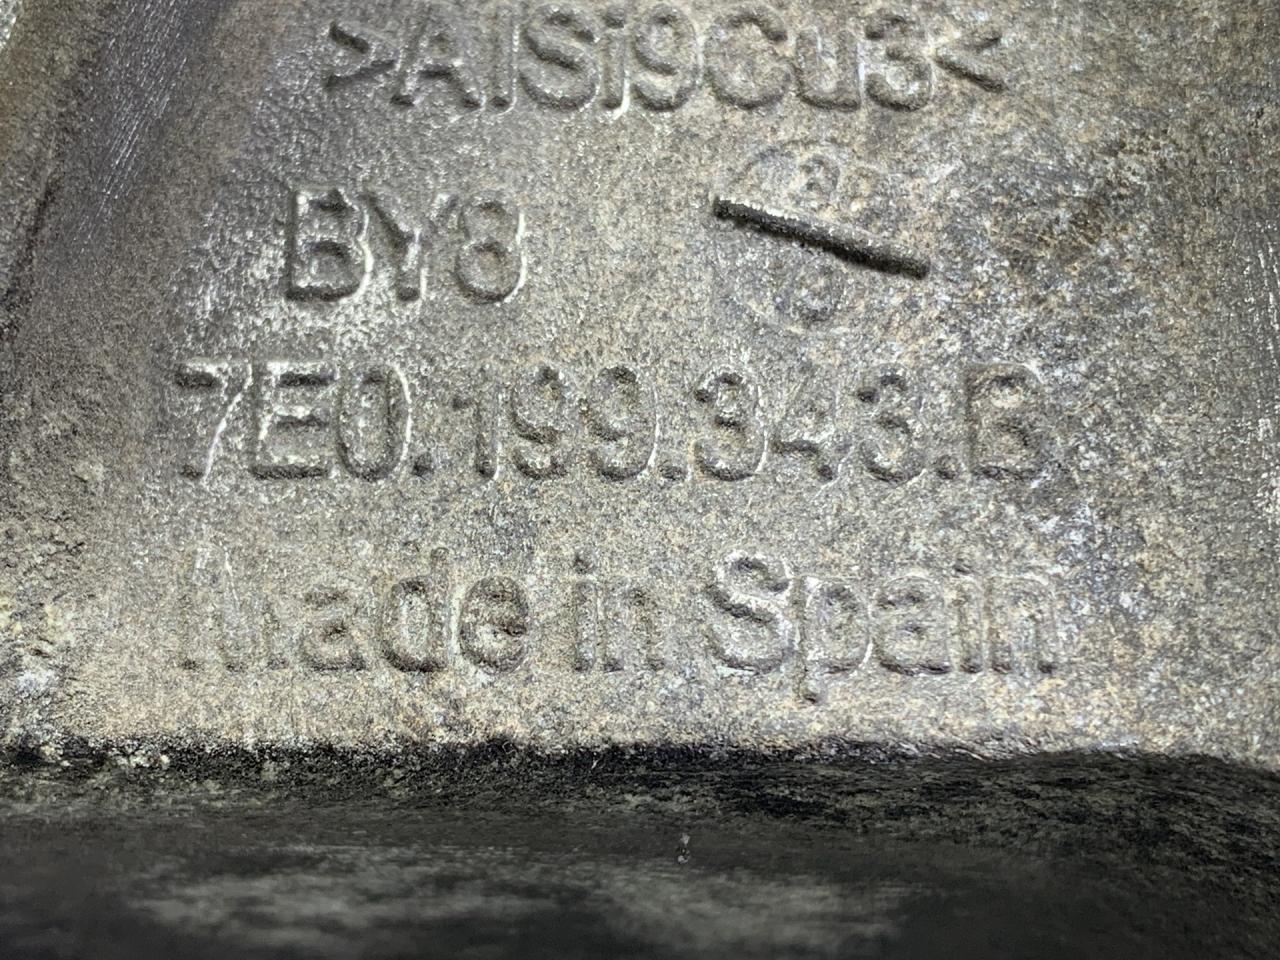 >AlSi9Cu3<
BY8
7E0.199.343.B
Made in Spain